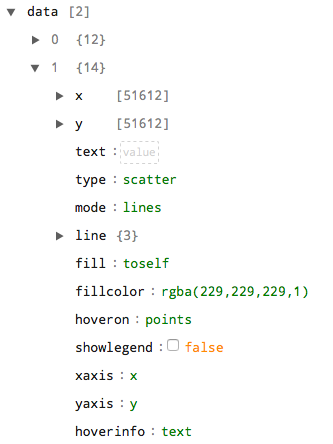 data [2]
0 {12}
1 {14}
x [51612]
y [51612]
text : value
type : scatter
mode : lines
line {3}
fill : toself
fillcolor : rgba(229,229,229,1)
hoveron : points
showlegend : false
xaxis : x
yaxis : y
hoverinfo : text